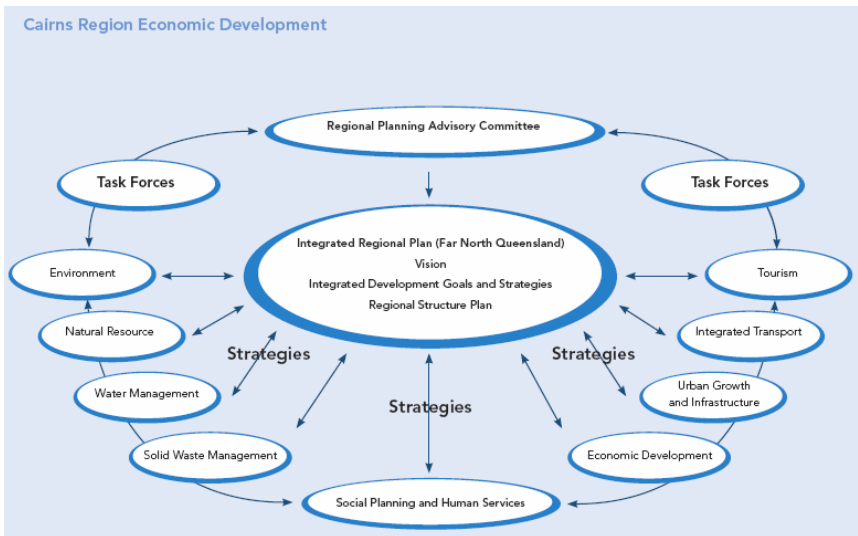 Cairns Region Economic Development
Regional Planning Advisory Committee
Task Forces
Task Forces
Integrated Regional Plan (Far North Queensland)
Vision
Integrated Development Goals and Strategies
Regional Structure Plan
Environment
Tourism
Natural Resource
Integrated Transport
Strategies
Strategies
Water Management
Urban Growth
and Infrastructure
Strategies
Solid Waste Management
Economic Development
Social Planning and Human Services